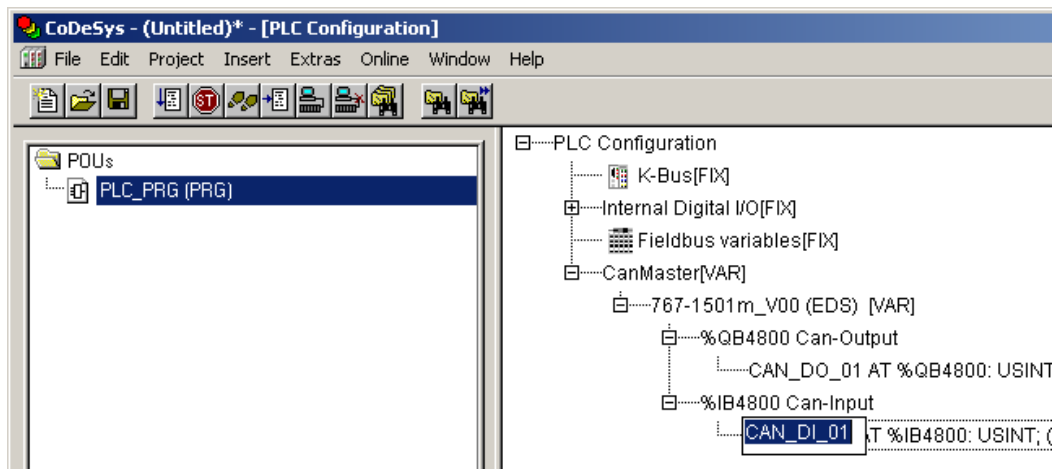 CoDeSys - (Untitled)* - [PLC Configuration]
File Edit Project Insert Extras Online Window Help
ST
POUs
PLC_PRG (PRG)
PLC Configuration
K-Bus[FIX]
Internal Digital I/O[FIX]
Fieldbus variables[FIX]
CanMaster[VAR]
767-1501m_V00 (EDS) [VAR]
%QB4800 Can-Output
CAN_DO_01 AT %QB4800: USINT
%IB4800 Can-Input
CAN_DI_01 \T %IB4800: USINT; (